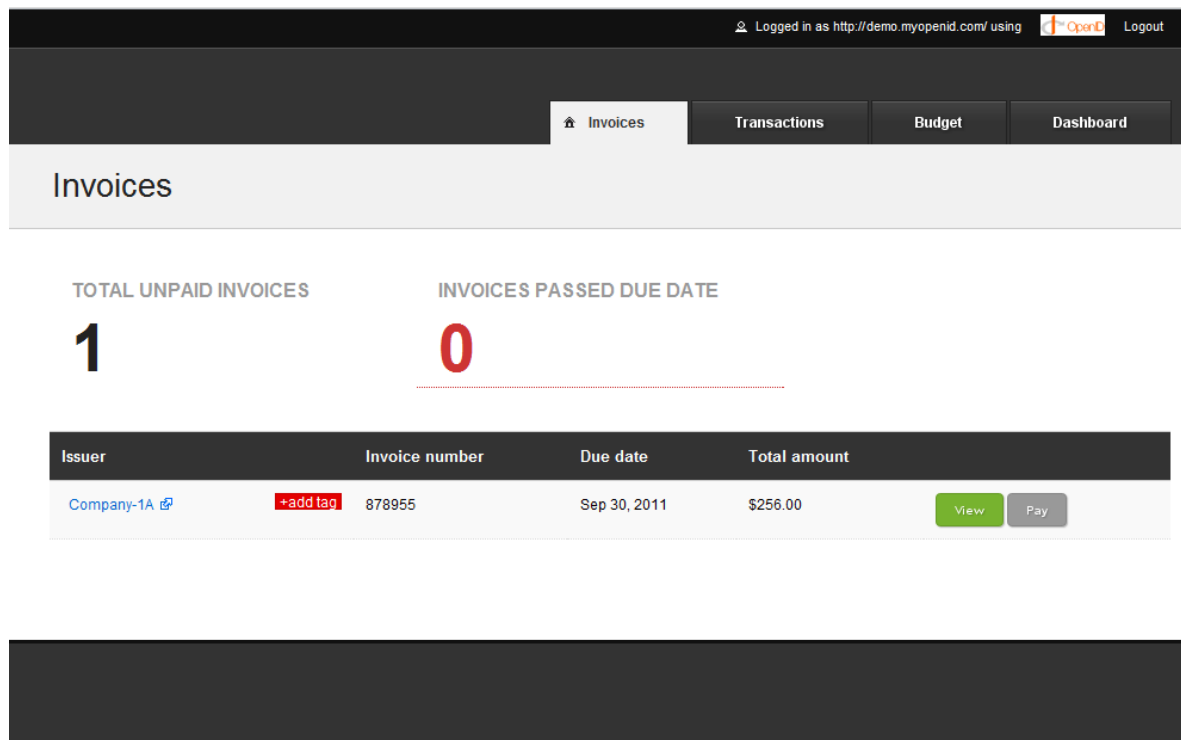 Logged in as http://demo.myopenid.com/ using OpenID Logout
Invoices Transactions Budget Dashboard
Invoices
TOTAL UNPAID INVOICES INVOICES PASSED DUE DATE
1 0
Issuer Invoice number Due date Total amount
Company-1A +add tag 878955 Sep 30, 2011 $256.00 View Pay